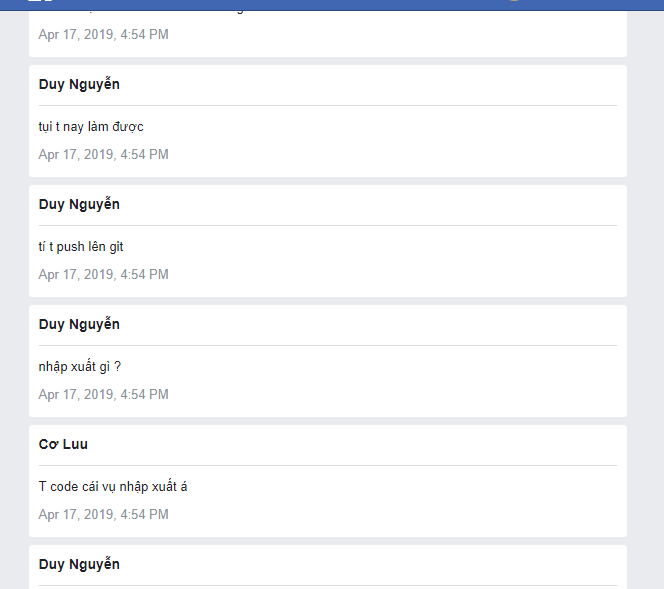 Apr 17, 2019, 4:54 PM
Duy Nguyễn
tụi t nay làm được
Apr 17, 2019, 4:54 PM
Duy Nguyễn
tí t push lên git
Apr 17, 2019, 4:54 PM
Duy Nguyễn
nhập xuất gì ?
Apr 17, 2019, 4:54 PM
Cơ Luu
T code cái vụ nhập xuất á
Apr 17, 2019, 4:54 PM
Duy Nguyễn